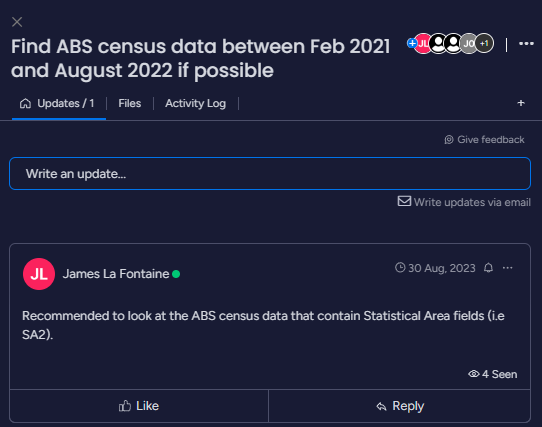 Find ABS census data between Feb 2021
and August 2022 if possible
JL
JO
+1
Updates / 1
Files
Activity Log
+
Give feedback
Write an update...
Write updates via email
JL
James La Fontaine
30 Aug, 2023
Recommended to look at the ABS census data that contain Statistical Area fields (i.e
SA2).
4 Seen
Like
Reply